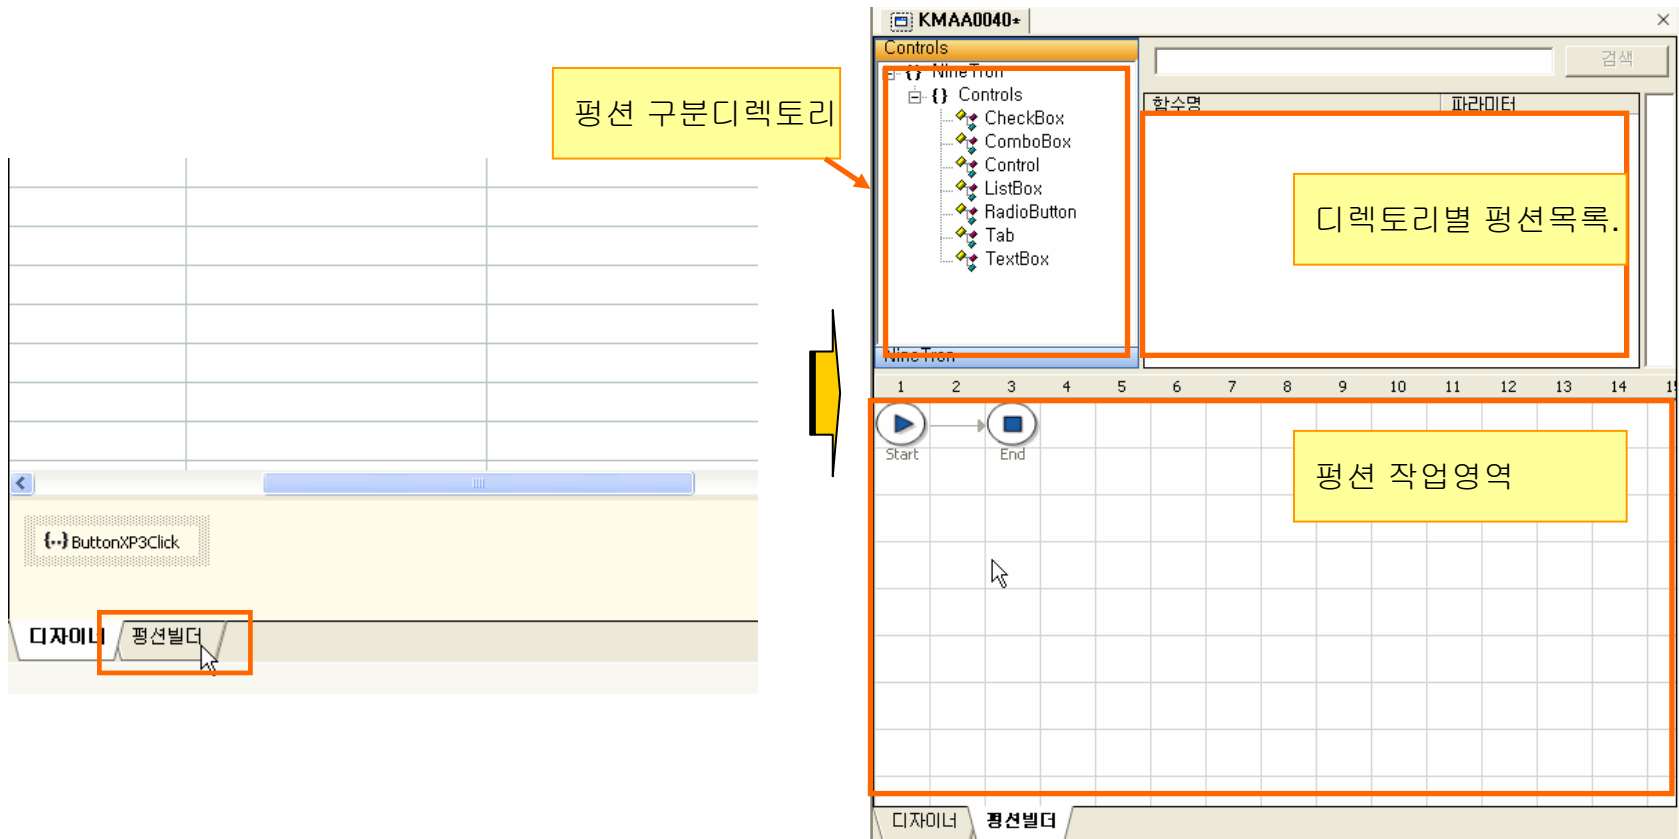 펑션 구분디렉토리
{··} ButtonXP3Click
디자이너
펑션빌더
KMAA0040*
Controls
{} NineTron
{} Controls
CheckBox
ComboBox
Control
ListBox
RadioButton
Tab
TextBox
NineTron
검색
함수명
파라미터
디렉토리별 펑션목록.
1 2 3 4 5 6 7 8 9 10 11 12 13 14
Start
End
펑션 작업영역
디자이너
펑션빌더